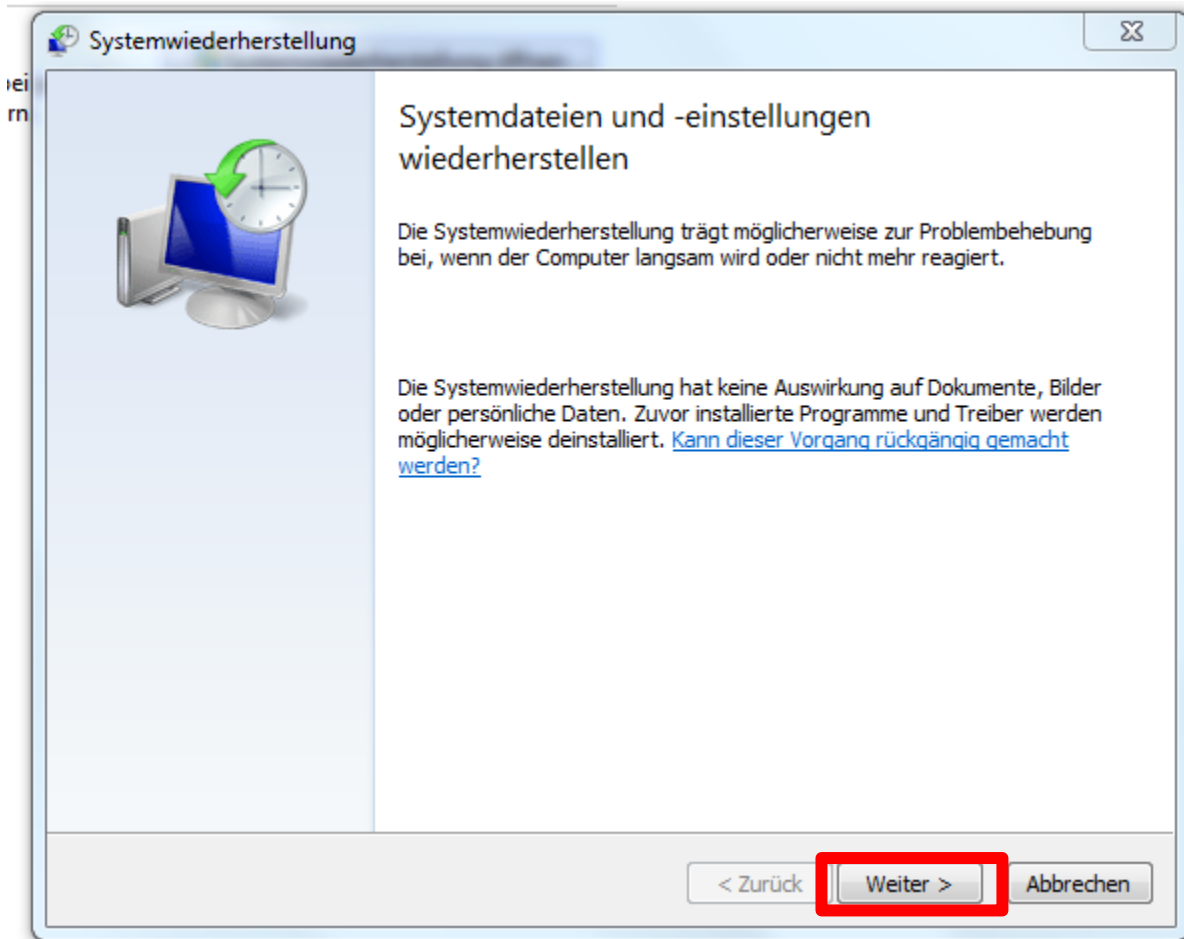 Systemwiederherstellung
Systemdateien und -einstellungen
wiederherstellen
Die Systemwiederherstellung trägt möglicherweise zur Problembehebung
bei, wenn der Computer langsam wird oder nicht mehr reagiert.
Die Systemwiederherstellung hat keine Auswirkung auf Dokumente, Bilder
oder persönliche Daten. Zuvor installierte Programme und Treiber werden
möglicherweise deinstalliert. Kann dieser Vorgang rückgängig gemacht
werden?
< Zurück Weiter > Abbrechen